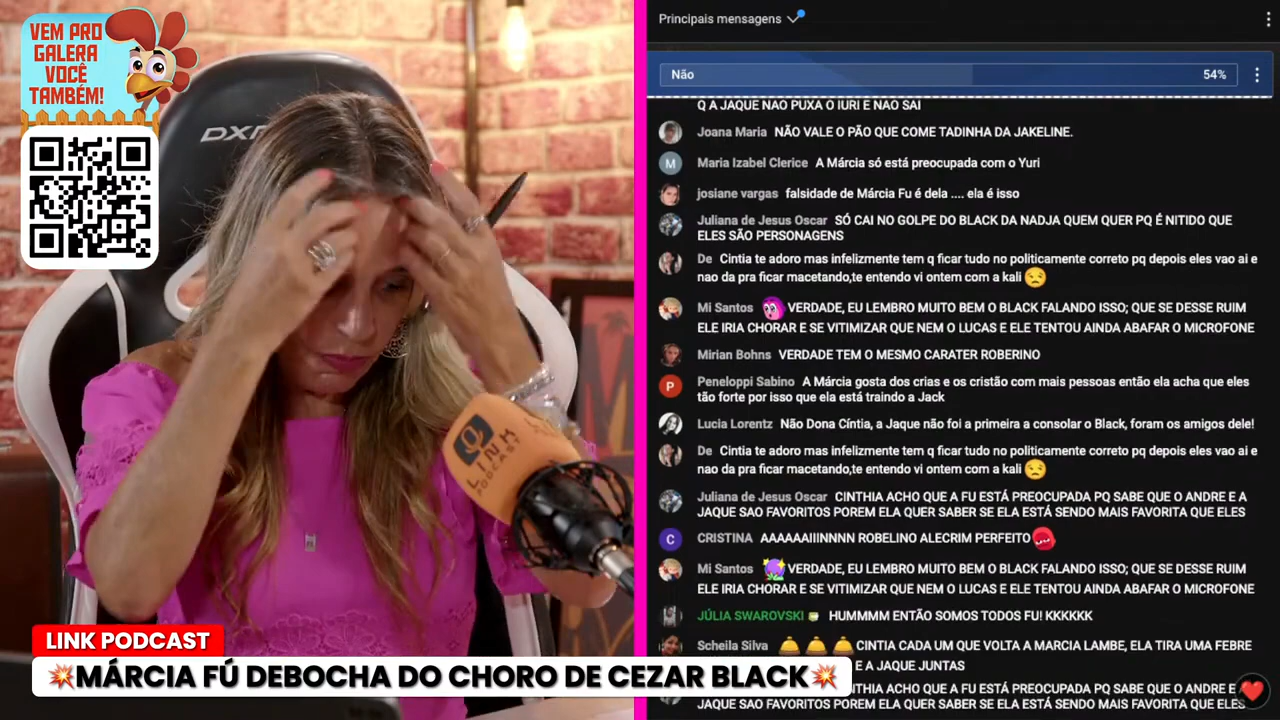 VEM PRO
GALERA
VOCÊ
TAMBÉM!
LINK
PODCAST
LINK PODCAST
💥MÁRCIA FÚ DEBOCHA DO CHORO DE CEZAR BLACK💥
Principais mensagens
Não 54%
Q A JAQUE NAO PUXA O IURI E NAO SAI
Joana Maria NÃO VALE O PÃO QUE COME TADINHA DA JAKELINE.
M Maria Izabel Clerice A Márcia só está preocupada com o Yuri
josiane vargas falsidade de Márcia Fu é dela .... ela é isso
Juliana de Jesus Oscar SÓ CAI NO GOLPE DO BLACK DA NADJA QUEM QUER PQ É NITIDO QUE
ELES SÃO PERSONAGENS
De Cintia te adoro mas infelizmente tem q ficar tudo no politicamente correto pq depois eles vao ai e
nao da pra ficar macetando,te entendo vi ontem com a kali 😒
Mi Santos VERDADE, EU LEMBRO MUITO BEM O BLACK FALANDO ISSO; QUE SE DESSE RUIM
ELE IRIA CHORAR E SE VITIMIZAR QUE NEM O LUCAS E ELE TENTOU AINDA ABAFAR O MICROFONE
Mirian Bohns VERDADE TEM O MESMO CARATER ROBERINO
P Peneloppi Sabino A Márcia gosta dos crias e os cristão com mais pessoas então ela acha que eles
tão forte por isso que ela está traindo a Jack
Lucia Lorentz Não Dona Cíntia, a Jaque não foi a primeira a consolar o Black, foram os amigos dele!
De Cintia te adoro mas infelizmente tem q ficar tudo no politicamente correto pq depois eles vao ai e
nao da pra ficar macetando,te entendo vi ontem com a kali 😒
Juliana de Jesus Oscar CINTHIA ACHO QUE A FU ESTÁ PREOCUPADA PQ SABE QUE O ANDRE E A
JAQUE SAO FAVORITOS POREM ELA QUER SABER SE ELA ESTÁ SENDO MAIS FAVORITA QUE ELES
C CRISTINA AAAAAAIIINNNN ROBELINO ALECRIM PERFEITO
Mi Santos VERDADE, EU LEMBRO MUITO BEM O BLACK FALANDO ISSO; QUE SE DESSE RUIM
ELE IRIA CHORAR E SE VITIMIZAR QUE NEM O LUCAS E ELE TENTOU AINDA ABAFAR O MICROFONE
JÚLIA SWAROVSKI HUMMMM ENTÃO SOMOS TODOS FU! KKKKKK
Scheila Silva CINTIA CADA UM QUE VOLTA A MARCIA LAMBE, ELA TIRA UMA FEBRE
E A JAQUE JUNTAS
ACHO QUE A FU ESTÁ PREOCUPADA PQ SABE QUE O ANDRE E
JAQUE SAO FAVORITOS POREM ELA QUER SABER SE ELA ESTÁ SENDO MAIS FAVORITA QUE ELES